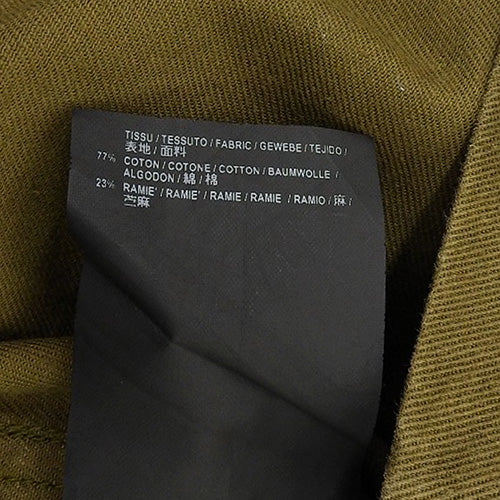 TISSU / TESSUTO / FABRIC / GEWEBE / TEJIDO /
表地 / 面料
77% COTON / COTONE / COTTON / BAUMWOLLE /
ALGODON / 綿 / 棉
23% RAMIE' / RAMIE' / RAMIE / RAMIE / RAMIO / 麻 /
苎麻